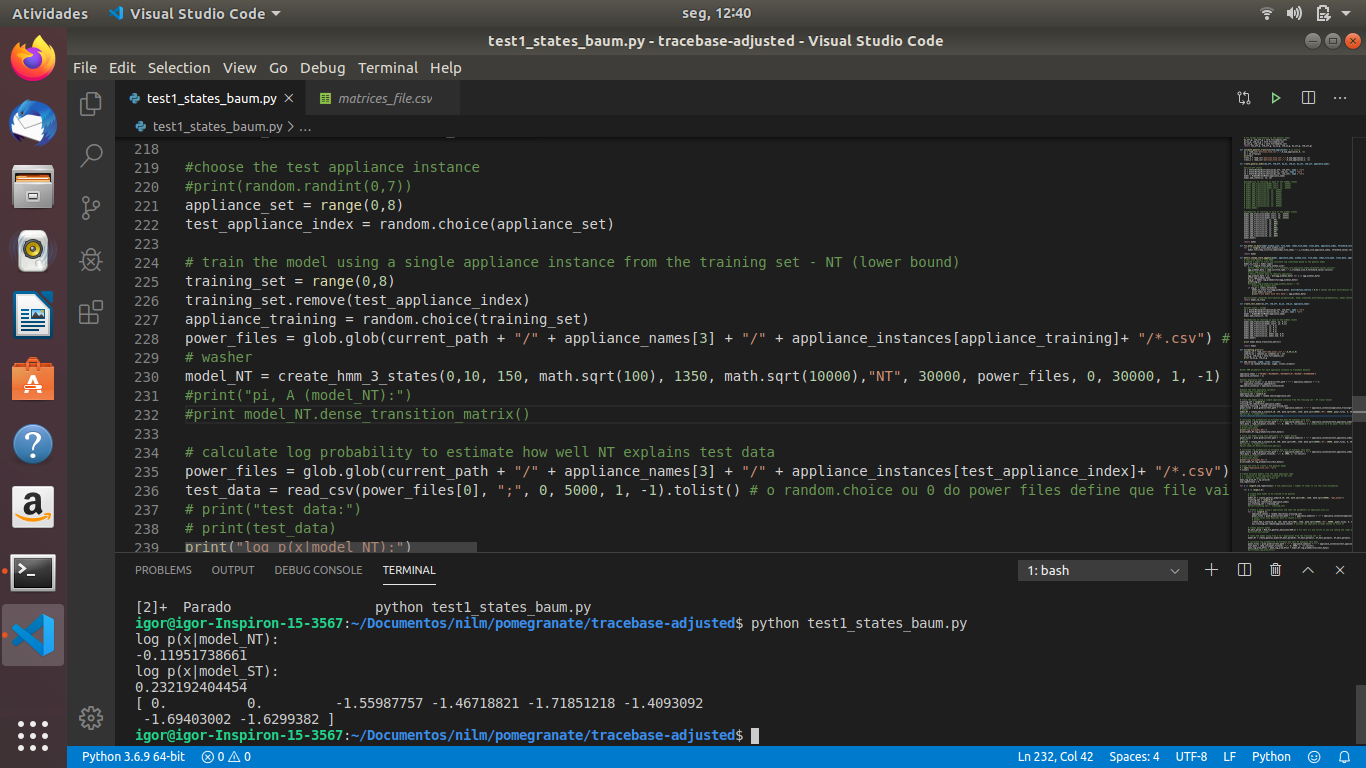 Atividades Visual Studio Code seg, 12:40
test1_states_baum.py - tracebase-adjusted - Visual Studio Code
File Edit Selection View Go Debug Terminal Help
test1_states_baum.py matrices_file.csv
test1_states_baum.py > ...
218
219 #choose the test appliance instance
220 #print(random.randint(0,7))
221 appliance_set = range(0,8)
222 test_appliance_index = random.choice(appliance_set)
223
224 # train the model using a single appliance instance from the training set - NT (lower bound)
225 training_set = range(0,8)
226 training_set.remove(test_appliance_index)
227 appliance_training = random.choice(training_set)
228 power_files = glob.glob(current_path + "/" + appliance_names[3] + "/" + appliance_instances[appliance_training]+ "/*.csv") #
229 # washer
230 model_NT = create_hmm_3_states(0,10, 150, math.sqrt(100), 1350, math.sqrt(10000),"NT", 30000, power_files, 0, 30000, 1, -1)
231 #print("pi, A (model_NT):")
232 #print model_NT.dense_transition_matrix()
233
234 # calculate log probability to estimate how well NT explains test data
235 power_files = glob.glob(current_path + "/" + appliance_names[3] + "/" + appliance_instances[test_appliance_index]+ "/*.csv")
236 test_data = read_csv(power_files[0], ";", 0, 5000, 1, -1).tolist() # o random.choice ou 0 do power files define que file vai
237 # print("test data:")
238 # print(test_data)
239 print("log p(x|model NT):")
PROBLEMS OUTPUT DEBUG CONSOLE TERMINAL 1: bash
[2]+ Parado python test1_states_baum.py
igor@igor-Inspiron-15-3567:~/Documentos/nilm/pomegranate/tracebase-adjusted$ python test1_states_baum.py
log p(x|model_NT):
-0.11951738661
log p(x|model_ST):
0.232192404454
[ 0. 0. -1.55987757 -1.46718821 -1.71851218 -1.4093092
-1.69403002 -1.6299382 ]
igor@igor-Inspiron-15-3567:~/Documentos/nilm/pomegranate/tracebase-adjusted$
Python 3.6.9 64-bit 0 0 Ln 232, Col 42 Spaces: 4 UTF-8 LF Python